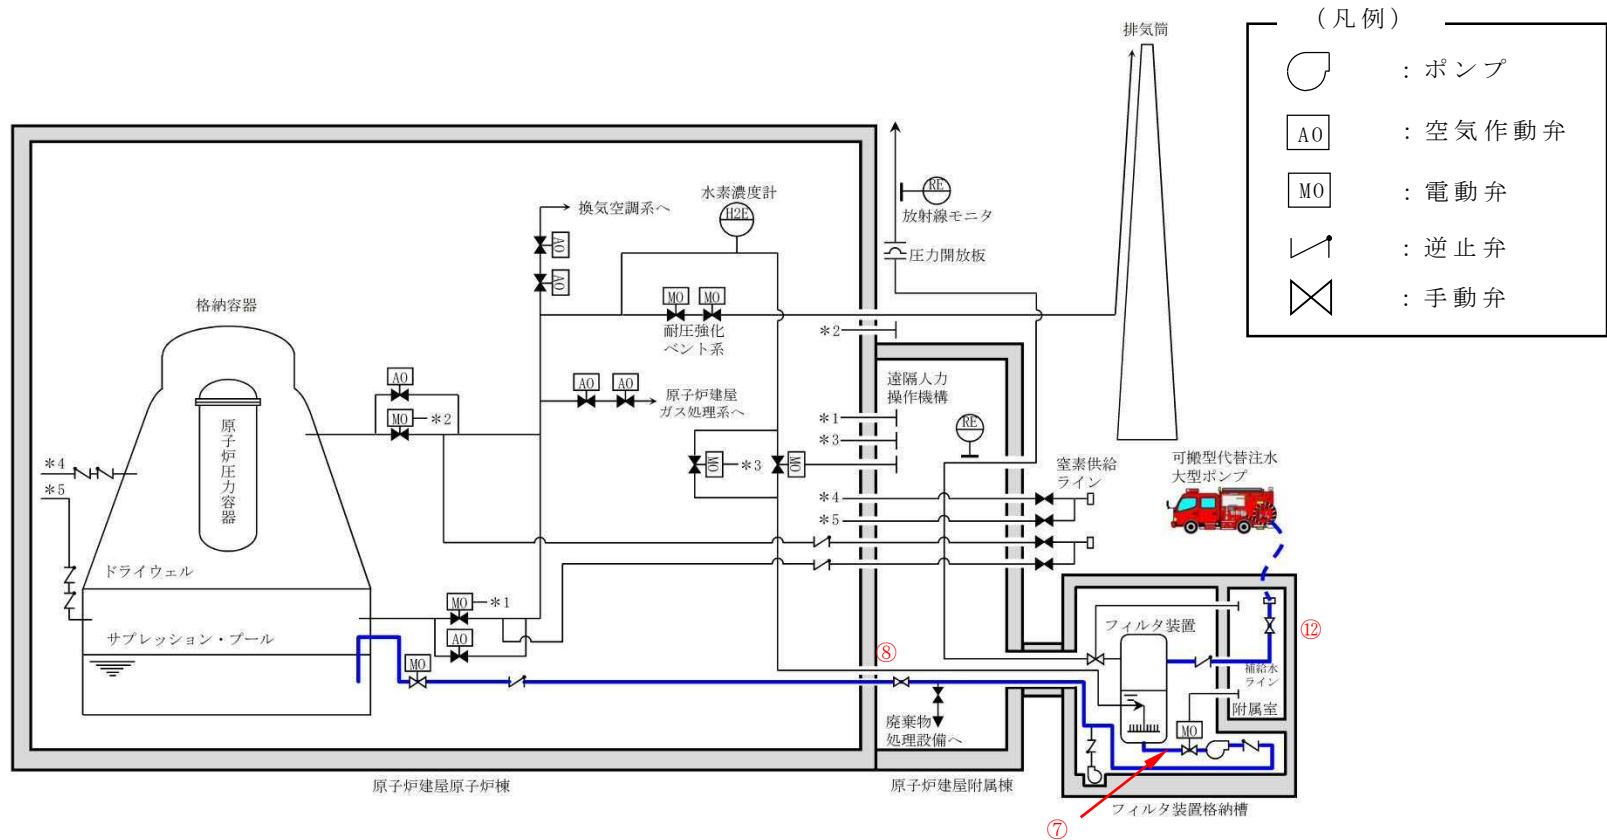 （凡例）
：ポンプ
AO
：空気作動弁
MO
：電動弁
：逆止弁
：手動弁
排気筒
水素濃度計
H2E
換気空調系へ
AO
AO
RE
放射線モニタ
圧力開放板
格納容器
MO
MO
耐圧強化
ベント系
＊2
遠隔人力
操作機構
AO
MO
＊2
AO
AO
原子炉建屋
ガス処理系へ
＊1
＊3
RE
原子炉圧力容器
MO
＊3
MO
窒素供給
ライン
可搬型代替注水
大型ポンプ
＊4
＊5
＊4
＊5
ドライウェル
MO
＊1
サプレッション・プール
AO
MO
⑧
フィルタ装置
⑫
補給水
ライン
附属室
廃棄物
処理設備へ
MO
原子炉建屋原子炉棟
原子炉建屋附属棟
フィルタ装置格納槽
⑦